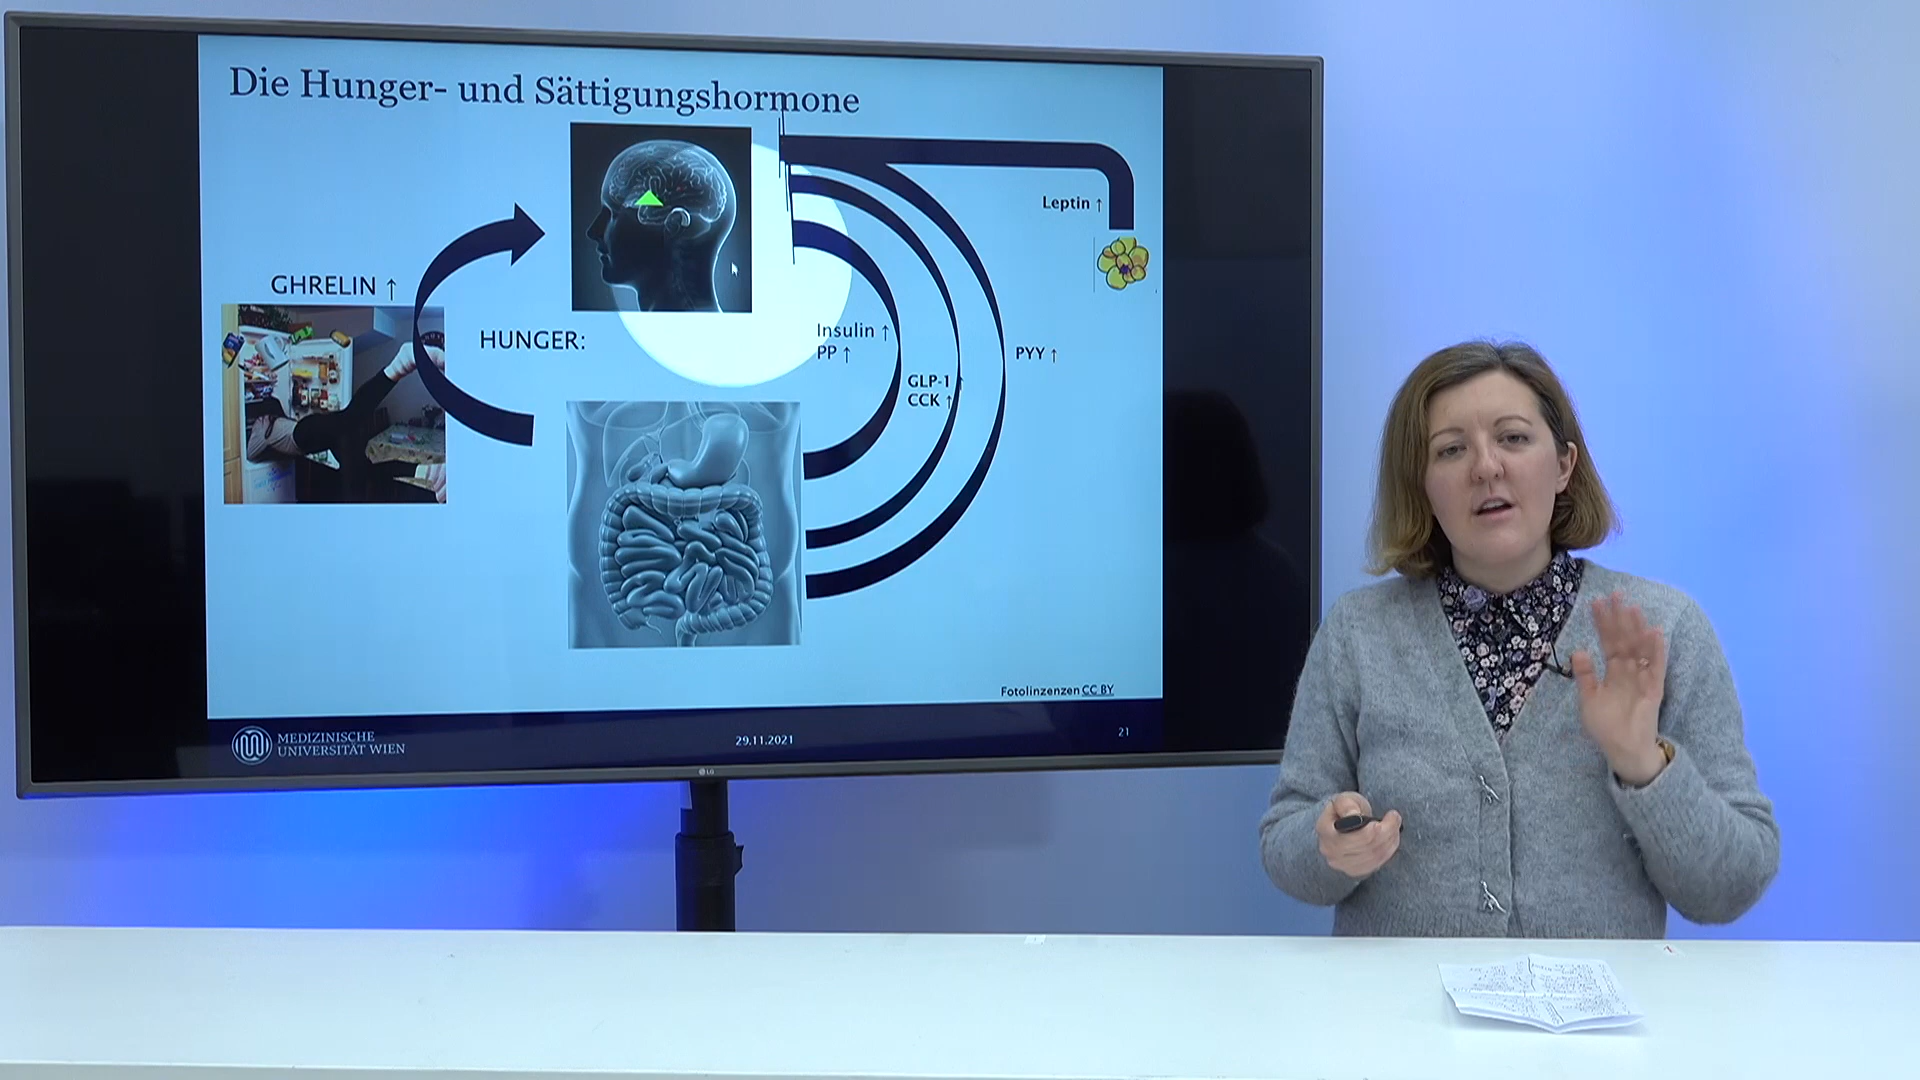 Die Hunger- und Sättigungshormone
Leptin ↑
GHRELIN ↑
HUNGER:
Insulin ↑
PP ↑
PYY ↑
GLP-1 ↑
CCK ↑
Fotolinzenzen CC BY
MEDIZINISCHE
UNIVERSITÄT WIEN
29.11.2021
21
LG